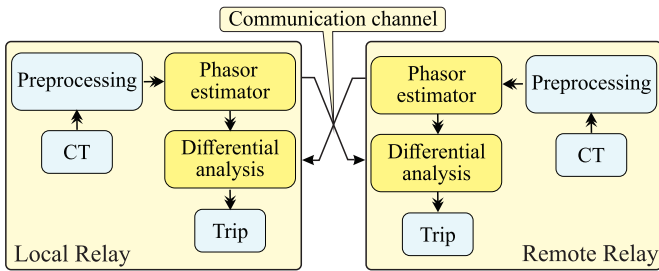 Communication channel
Preprocessing
Phasor
estimator
CT
Differential
analysis
Trip
Local Relay
Phasor
estimator
Preprocessing
Differential
analysis
CT
Trip
Remote Relay